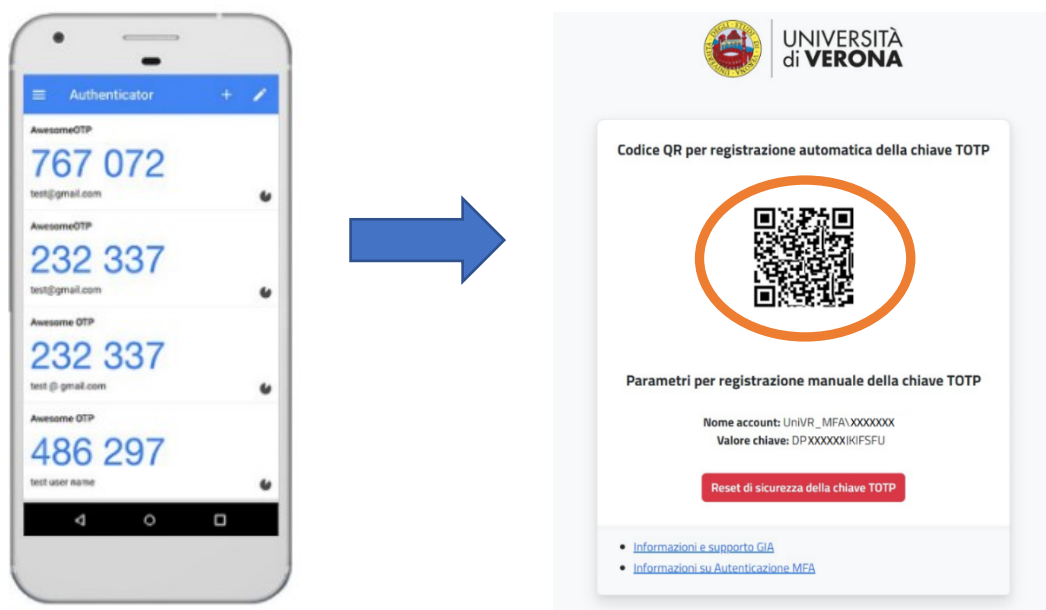 Authenticator
AwesomeOTP
767 072
test@gmail.com
AwesomeOTP
232 337
test@gmail.com
Awesome OTP
232 337
test @ gmail.com
Awesome OTP
486 297
test user name
UNIVERSITÀ
di VERONA
Codice QR per registrazione automatica della chiave TOTP
Parametri per registrazione manuale della chiave TOTP
Nome account: UniVR_MFA\XXXXXXX
Valore chiave: DPXXXXXXIKIFSFU
Reset di sicurezza della chiave TOTP
Informazioni e supporto GIA
Informazioni su Autenticazione MFA